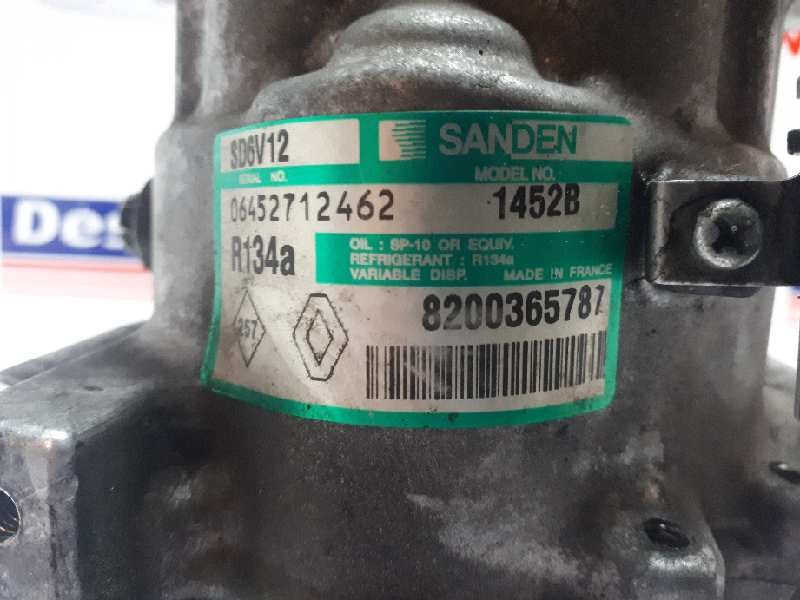 SD6V12
SANDEN
SERIAL NO.
MODEL NO.
06452712462
1452B
R134a
OIL : SP-10 OR EQUIV.
REFRIGERANT : R134a
VARIABLE DISP. MADE IN FRANCE
257
8200365787
Des